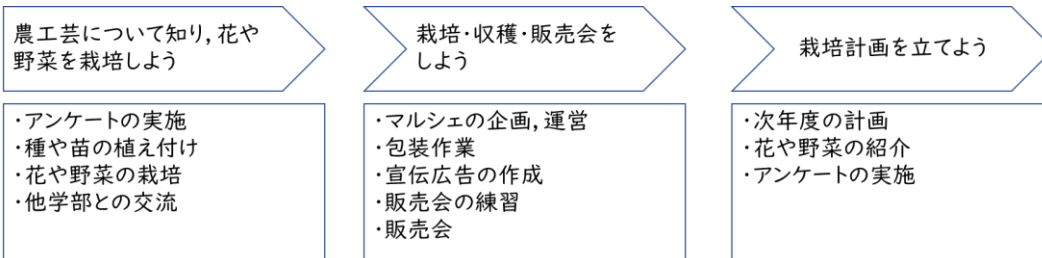 農工芸について知り,花や
野菜を栽培しよう
・アンケートの実施
・種や苗の植え付け
・花や野菜の栽培
・他学部との交流
栽培・収穫・販売会を
しよう
・マルシェの企画,運営
・包装作業
・宣伝広告の作成
・販売会の練習
・販売会
栽培計画を立てよう
・次年度の計画
・花や野菜の紹介
・アンケートの実施